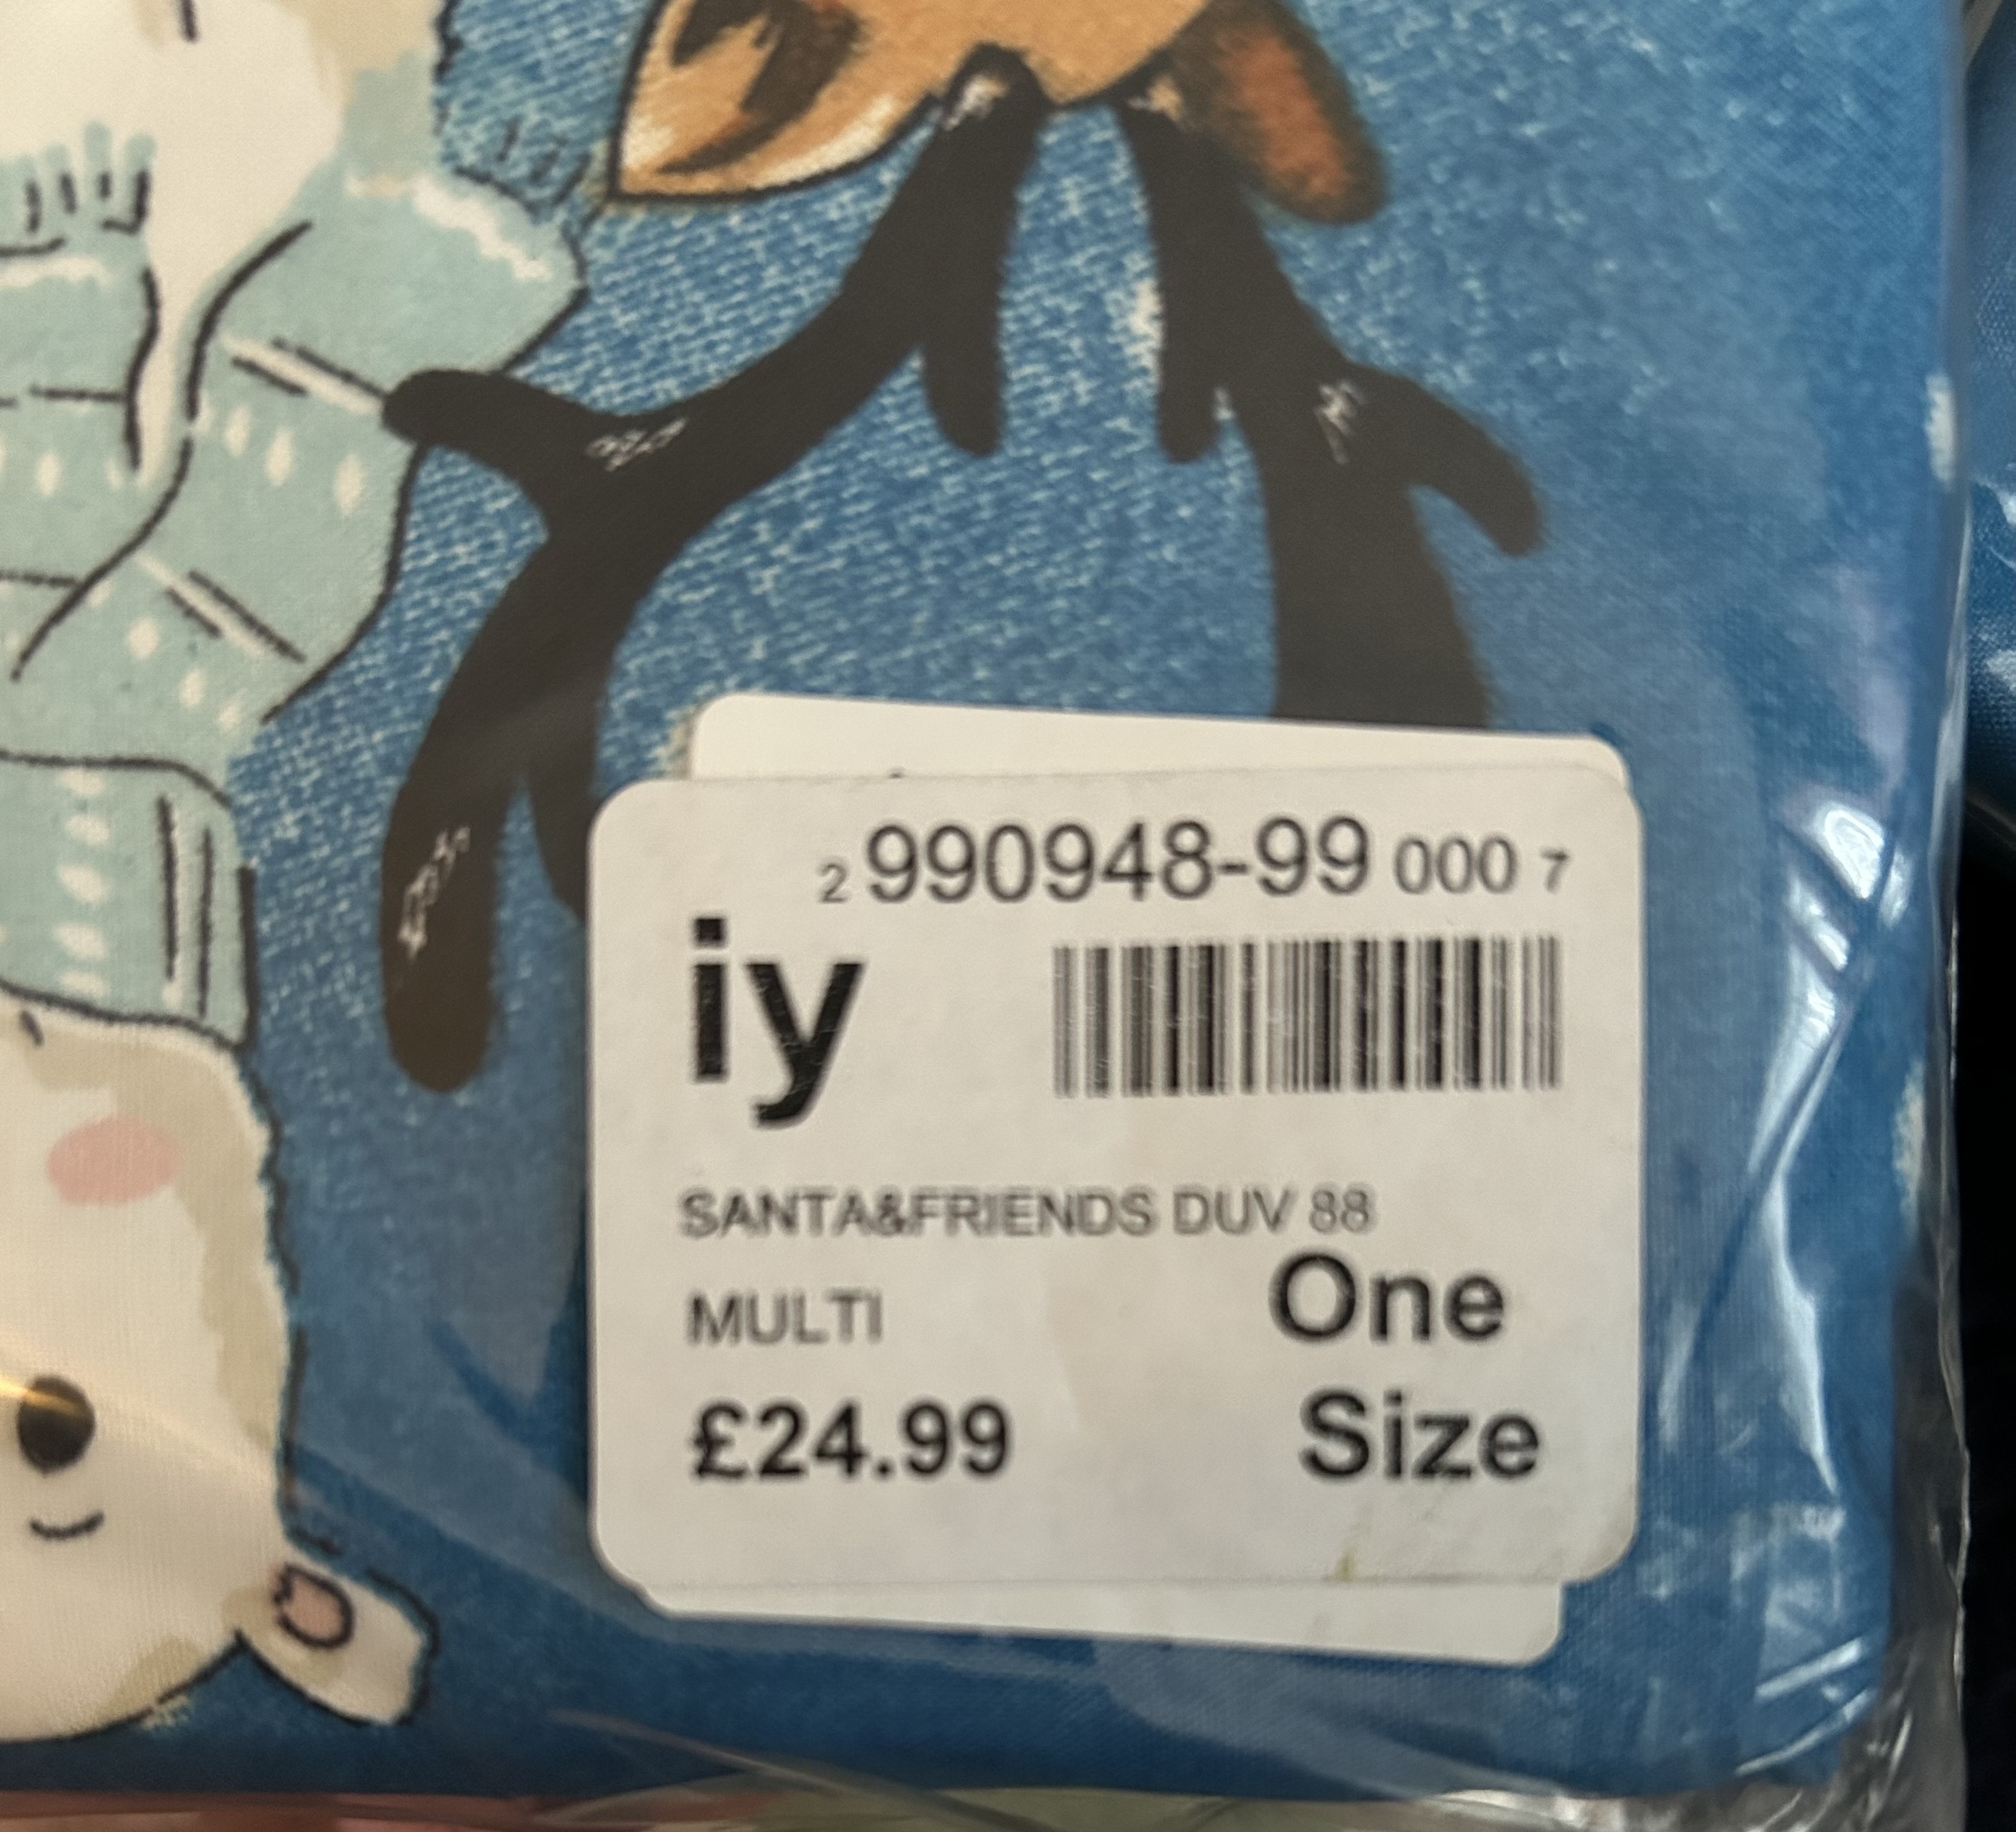 2 990948-99 000 7
iy
SANTA&FRIENDS DUV 88
MULTI
One
Size
£24.99